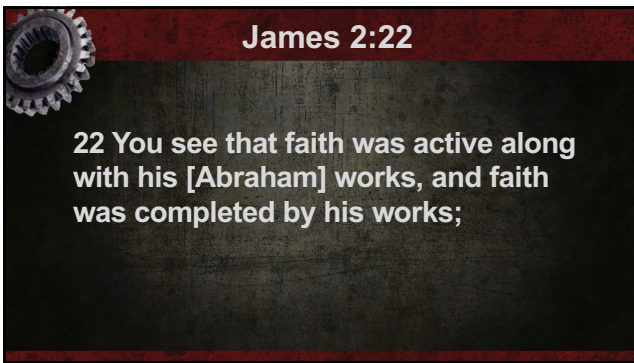 James 2:22
22 You see that faith was active along
with his [Abraham] works, and faith
was completed by his works;